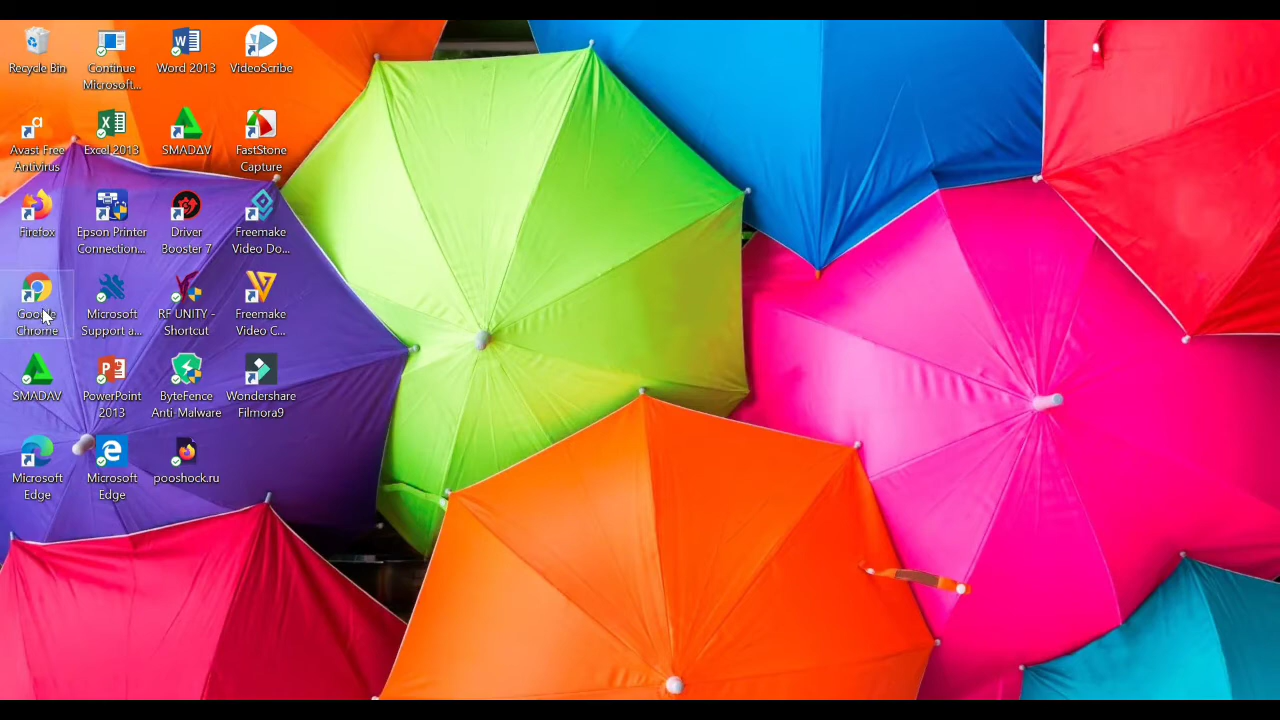 Recycle Bin
Continue
Microsoft...
Word 2013
VideoScribe
Avast Free
Antivirus
Excel 2013
SMADΔV
FastStone
Capture
Firefox
Epson Printer
Connection...
Driver
Booster 7
Freemake
Video Do...
Google
Chrome
Microsoft
Support a...
RF UNITY -
Shortcut
Freemake
Video C...
SMADΔV
PowerPoint
2013
ByteFence
Anti-Malware
Wondershare
Filmora9
Microsoft
Edge
Microsoft
Edge
pooshock.ru